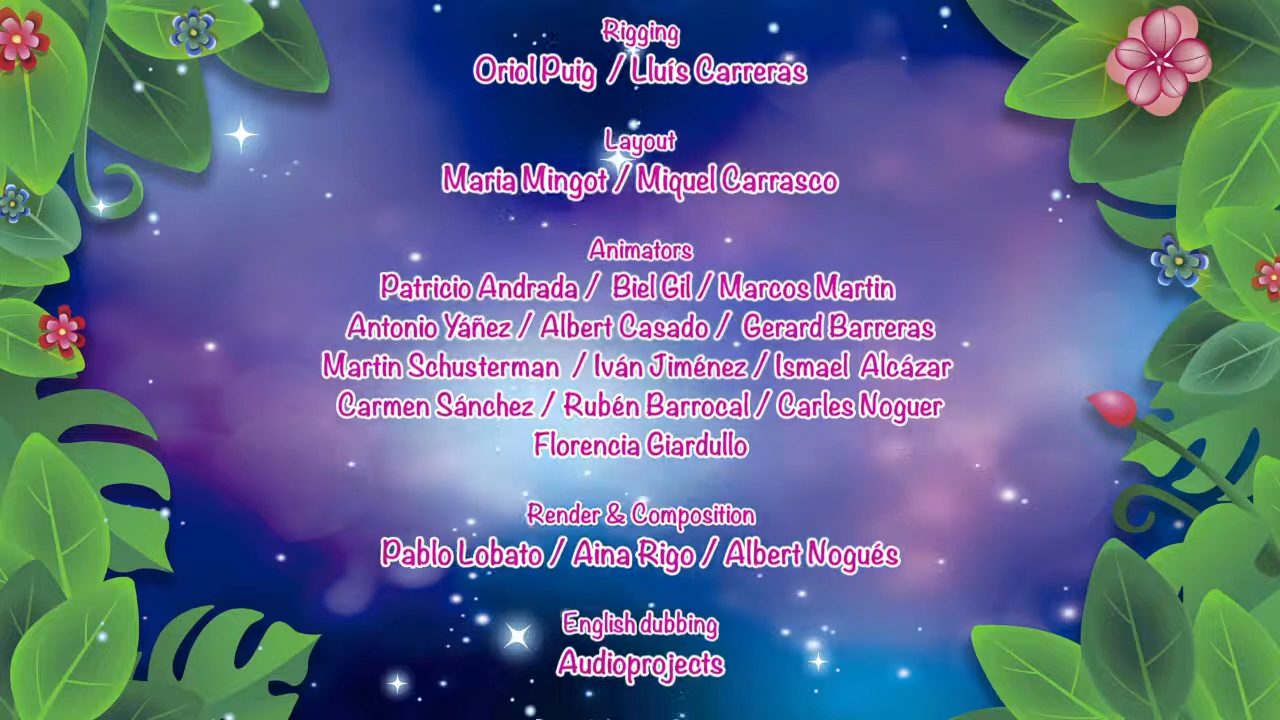 Rigging
Oriol Puig / Lluís Carreras
Layout
Maria Mingot / Miquel Carrasco
Animators
Patricio Andrada / Biel Gil / Marcos Martin
Antonio Yáñez / Albert Casado / Gerard Barreras
Martin Schusterman / Iván Jiménez / Ismael Alcázar
Carmen Sánchez / Rubén Barrocal / Carles Noguer
Florencia Giardullo
Render & Composition
Pablo Lobato / Aina Rigo / Albert Nogués
English dubbing
Audioprojects